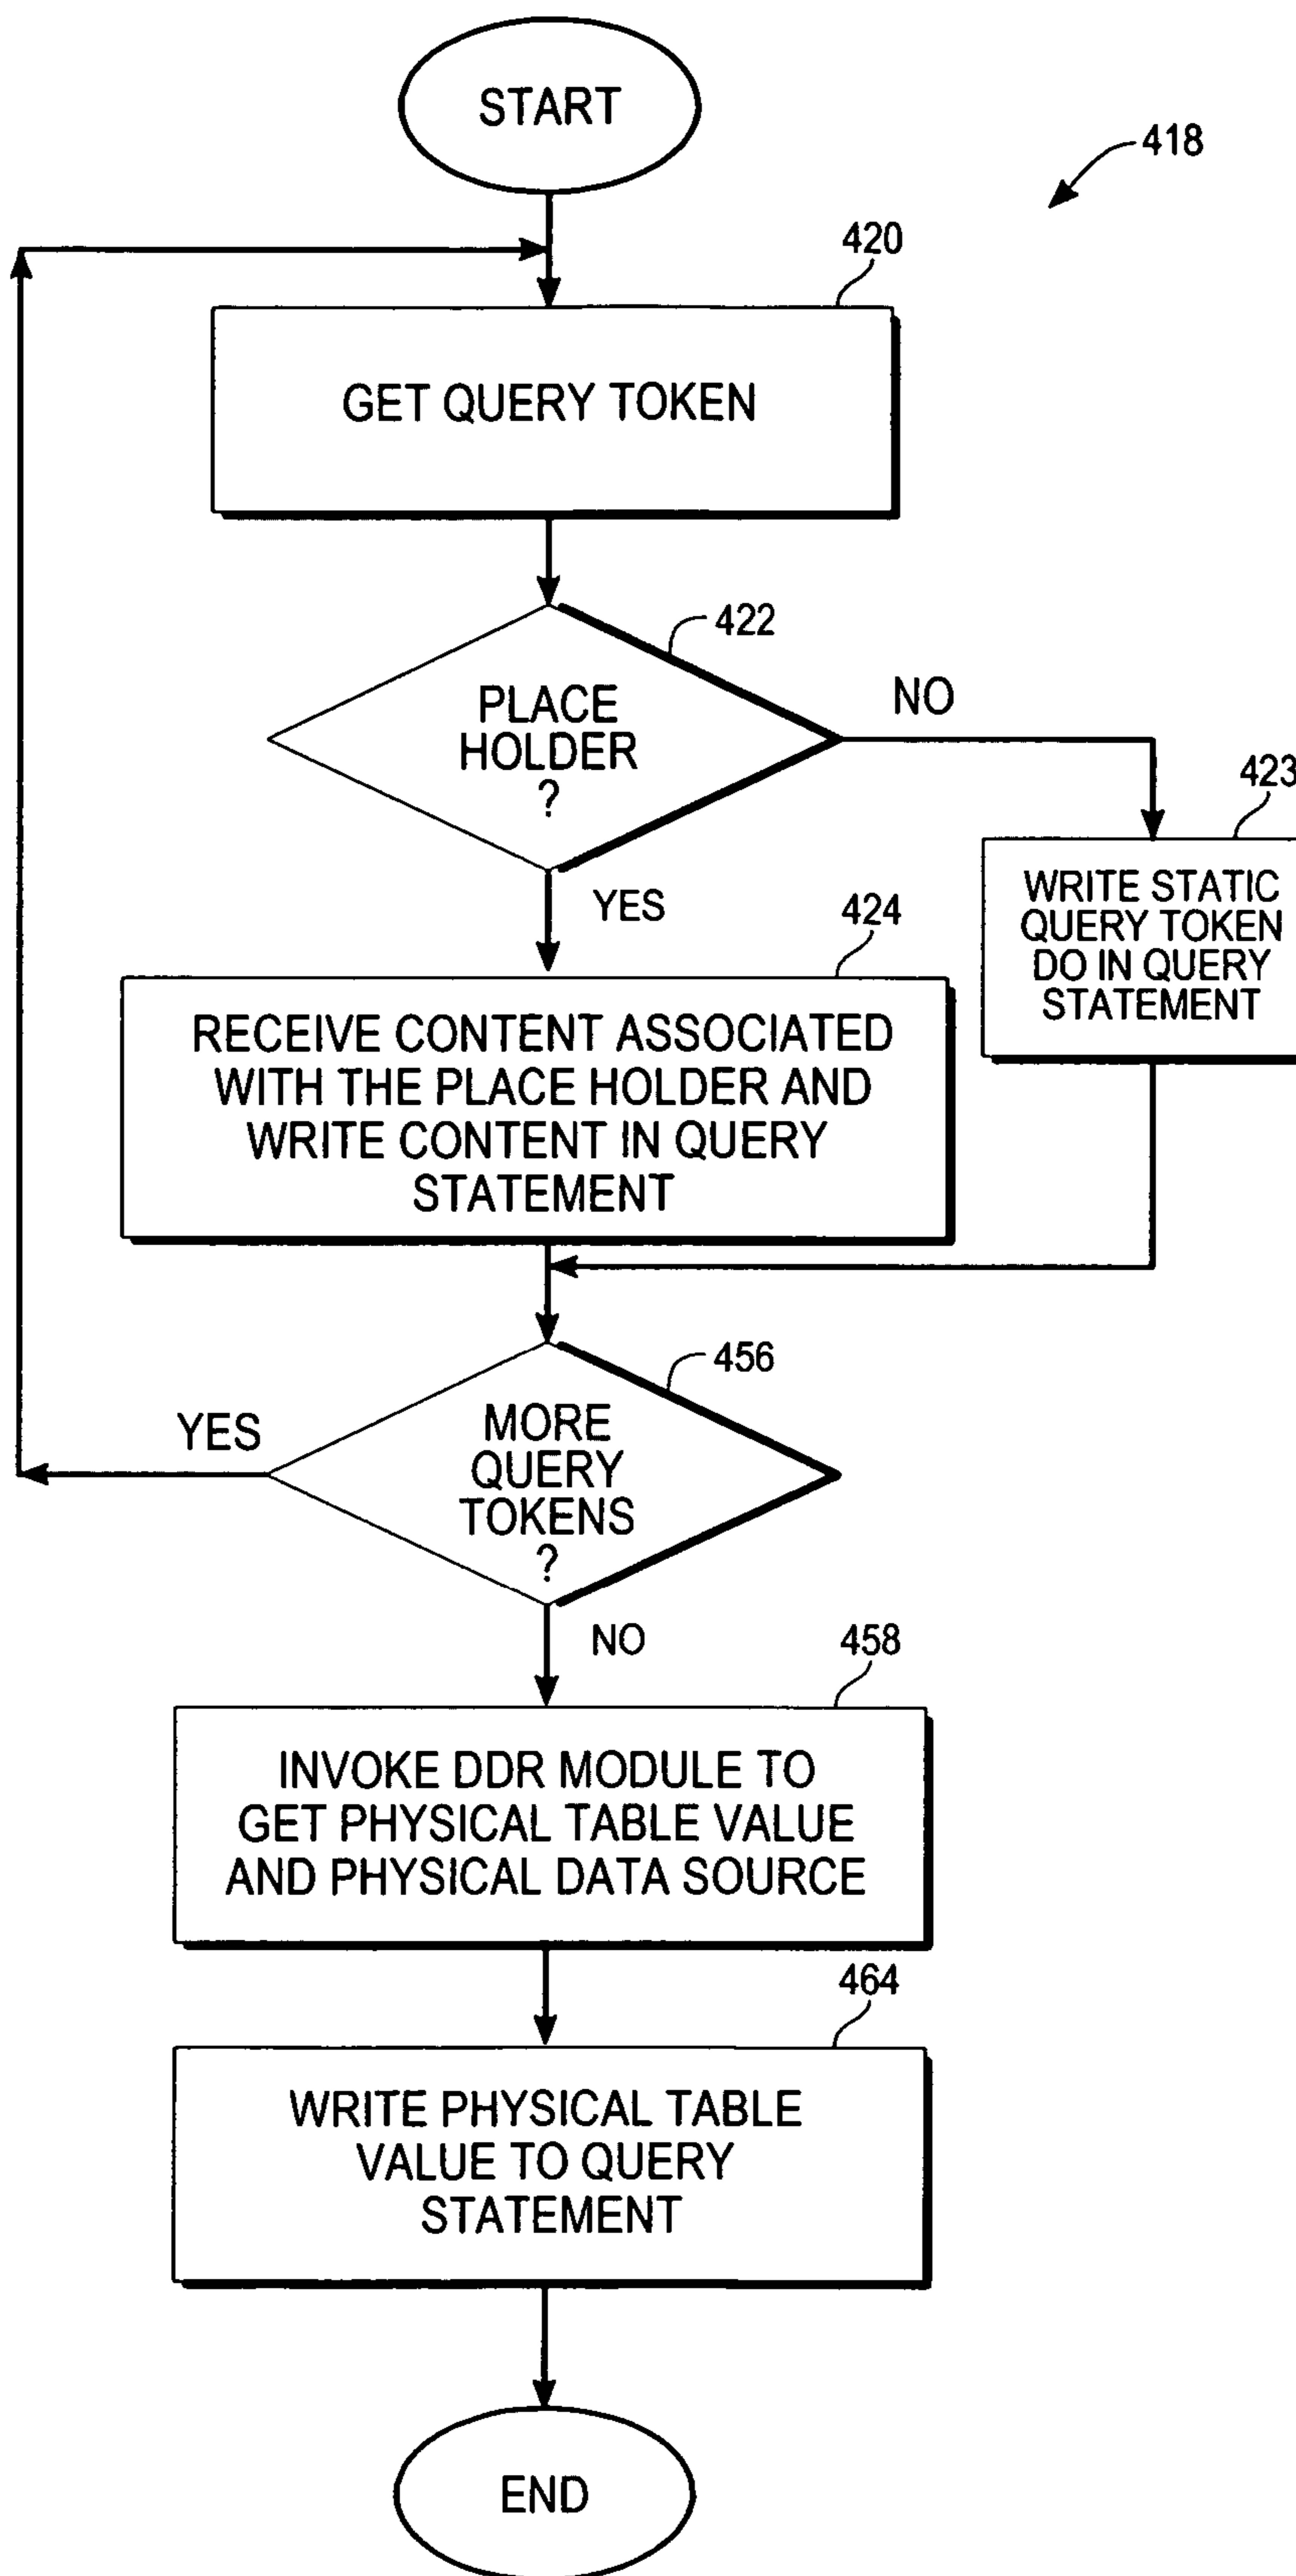 START
418
420
GET QUERY TOKEN
422
PLACE
HOLDER
?
NO
423
WRITE STATIC
QUERY TOKEN
DO IN QUERY
STATEMENT
YES
424
RECEIVE CONTENT ASSOCIATED
WITH THE PLACE HOLDER AND
WRITE CONTENT IN QUERY
STATEMENT
456
MORE
QUERY
TOKENS
?
YES
NO
458
INVOKE DDR MODULE TO
GET PHYSICAL TABLE VALUE
AND PHYSICAL DATA SOURCE
464
WRITE PHYSICAL TABLE
VALUE TO QUERY
STATEMENT
END